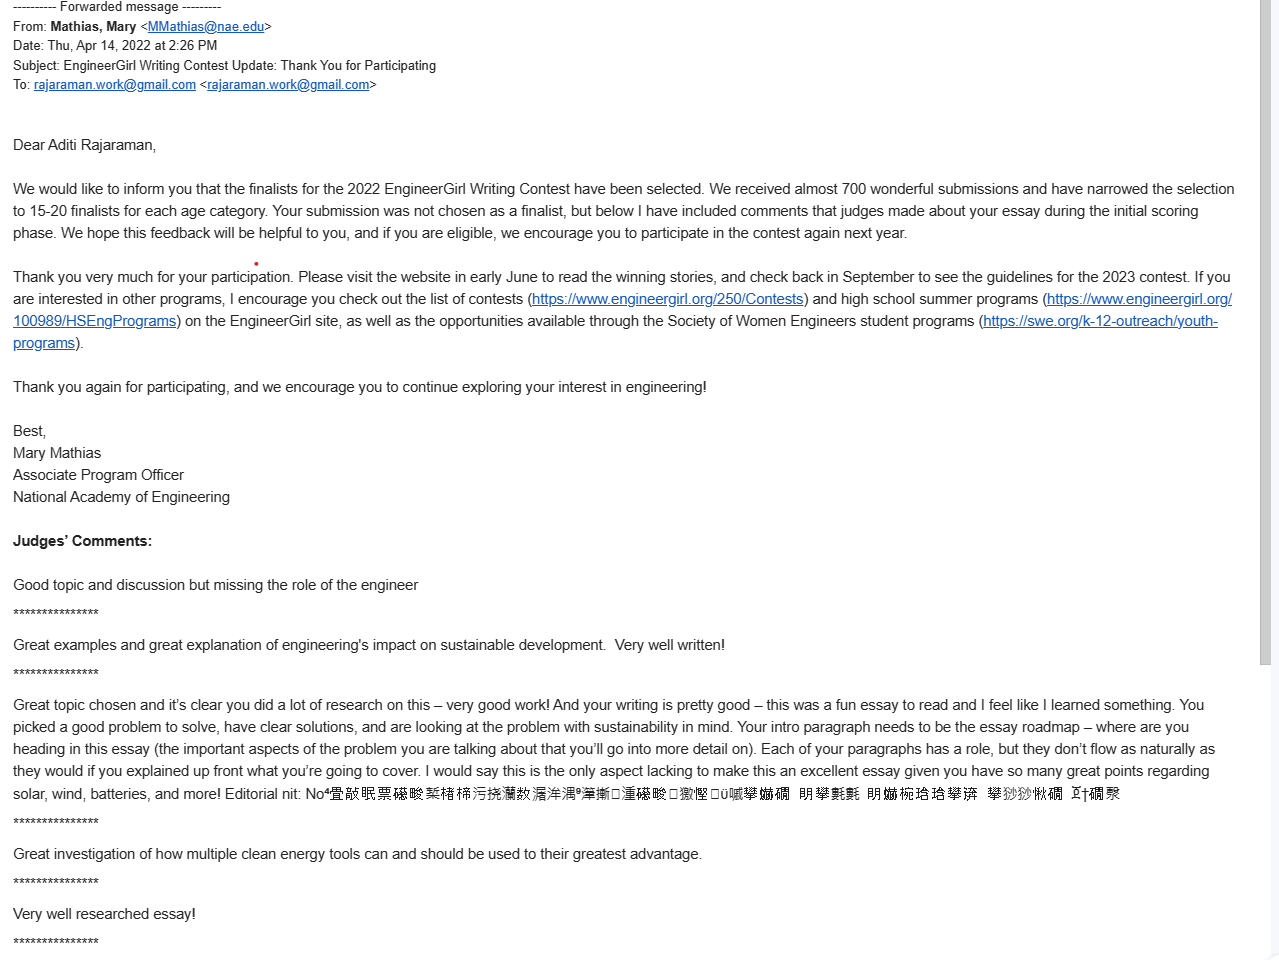 ---------- Forwarded message ---------
From: Mathias, Mary <MMathias@nae.edu>
Date: Thu, Apr 14, 2022 at 2:26 PM
Subject: EngineerGirl Writing Contest Update: Thank You for Participating
To: rajaraman.work@gmail.com <rajaraman.work@gmail.com>
Dear Aditi Rajaraman,
We would like to inform you that the finalists for the 2022 EngineerGirl Writing Contest have been selected. We received almost 700 wonderful submissions and have narrowed the selection
to 15-20 finalists for each age category. Your submission was not chosen as a finalist, but below I have included comments that judges made about your essay during the initial scoring
phase. We hope this feedback will be helpful to you, and if you are eligible, we encourage you to participate in the contest again next year.
Thank you very much for your participation. Please visit the website in early June to read the winning stories, and check back in September to see the guidelines for the 2023 contest. If you
are interested in other programs, I encourage you check out the list of contests (https://www.engineergirl.org/250/Contests) and high school summer programs (https://www.engineergirl.org/
100989/HSEngPrograms) on the EngineerGirl site, as well as the opportunities available through the Society of Women Engineers student programs (https://swe.org/k-12-outreach/youth-
programs).
Thank you again for participating, and we encourage you to continue exploring your interest in engineering!
Best,
Mary Mathias
Associate Program Officer
National Academy of Engineering
Judges’ Comments:
Good topic and discussion but missing the role of the engineer
***************
Great examples and great explanation of engineering's impact on sustainable development.  Very well written!
***************
Great topic chosen and it’s clear you did a lot of research on this – very good work! And your writing is pretty good – this was a fun essay to read and I feel like I learned something. You
picked a good problem to solve, have clear solutions, and are looking at the problem with sustainability in mind. Your intro paragraph needs to be the essay roadmap – where are you
heading in this essay (the important aspects of the problem you are talking about that you’ll go into more detail on). Each of your paragraphs has a role, but they don’t flow as naturally as
they would if you explained up front what you’re going to cover. I would say this is the only aspect lacking to make this an excellent essay given you have so many great points regarding
solar, wind, batteries, and more! Editorial nit: No
***************
Great investigation of how multiple clean energy tools can and should be used to their greatest advantage.
***************
Very well researched essay!
***************